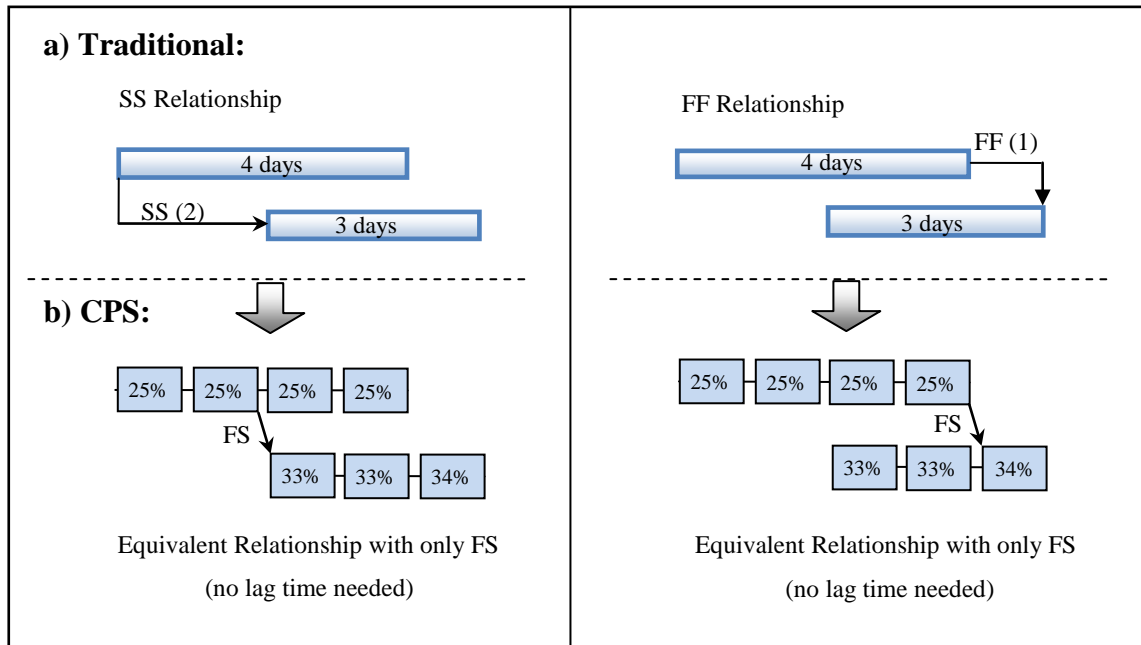 a) Traditional:
SS Relationship
4 days
SS (2)
3 days
FF Relationship
FF (1)
4 days
3 days
b) CPS:
25% 25% 25% 25%
FS
33% 33% 34%
Equivalent Relationship with only FS
(no lag time needed)
25% 25% 25% 25%
FS
33% 33% 34%
Equivalent Relationship with only FS
(no lag time needed)